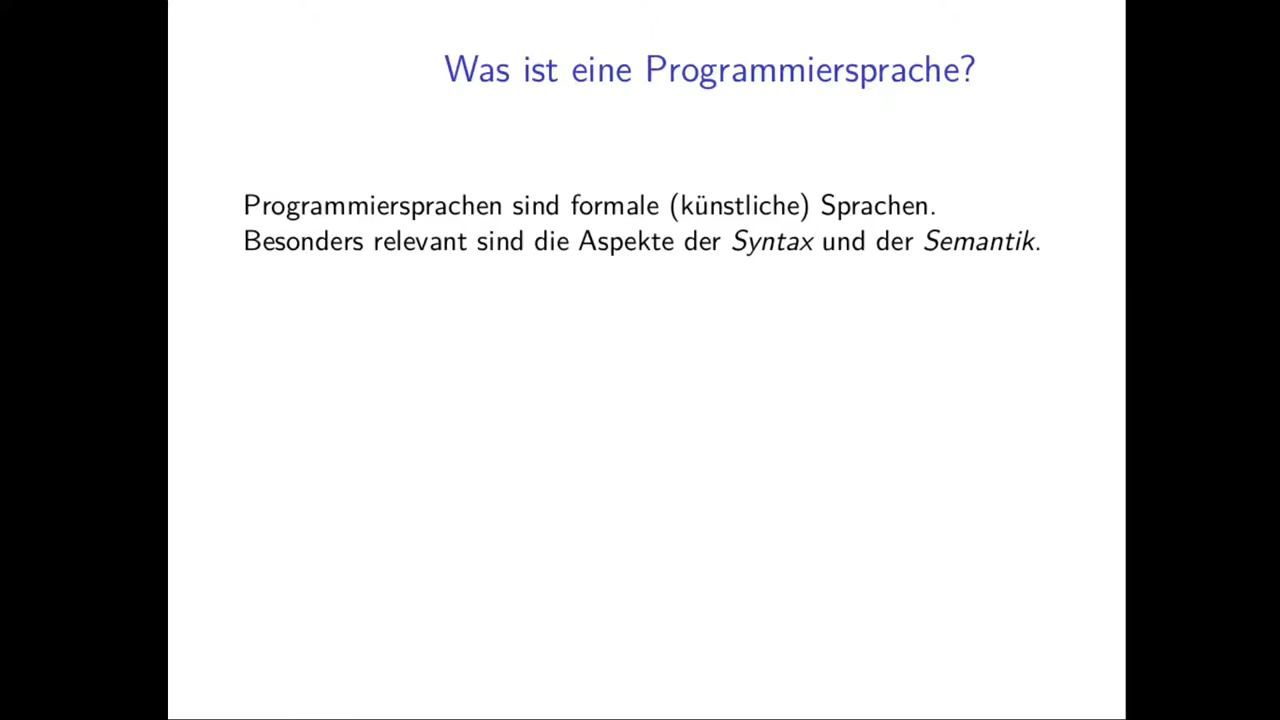 Was ist eine Programmiersprache?
Programmiersprachen sind formale (künstliche) Sprachen.
Besonders relevant sind die Aspekte der Syntax und der Semantik.